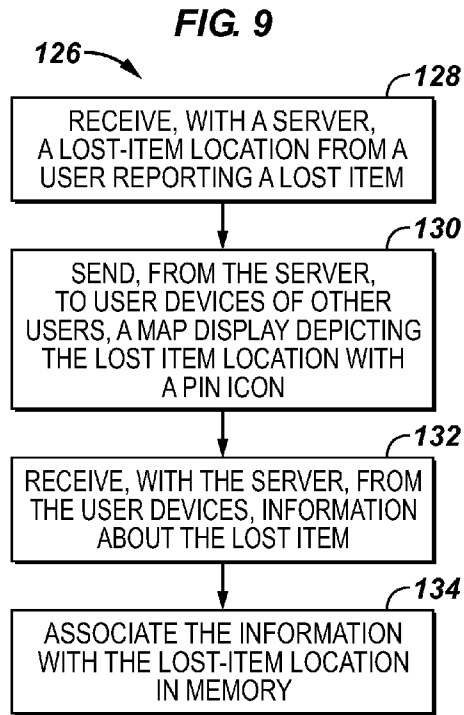 FIG. 9
126
128
RECEIVE, WITH A SERVER,
A LOST-ITEM LOCATION FROM A
USER REPORTING A LOST ITEM
130
SEND, FROM THE SERVER,
TO USER DEVICES OF OTHER
USERS, A MAP DISPLAY DEPICTING
THE LOST ITEM LOCATION WITH
A PIN ICON
132
RECEIVE, WITH THE SERVER, FROM
THE USER DEVICES, INFORMATION
ABOUT THE LOST ITEM
134
ASSOCIATE THE INFORMATION
WITH THE LOST-ITEM LOCATION
IN MEMORY